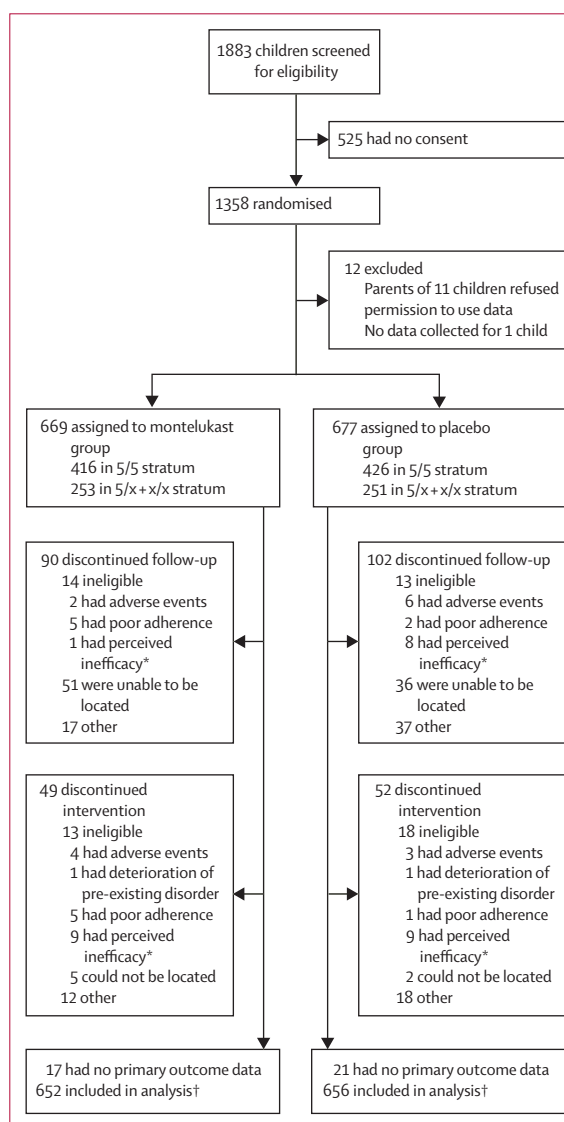 1883 children screened
for eligibility
525 had no consent
1358 randomised
12 excluded
Parents of 11 children refused
permission to use data
No data collected for 1 child
669 assigned to montelukast
group
416 in 5/5 stratum
253 in 5/x+x/x stratum
677 assigned to placebo
group
426 in 5/5 stratum
251 in 5/x+x/x stratum
90 discontinued follow-up
14 ineligible
2 had adverse events
5 had poor adherence
1 had perceived
inefficacy*
51 were unable to be
located
17 other
102 discontinued follow-up
13 ineligible
6 had adverse events
2 had poor adherence
8 had perceived
inefficacy*
36 were unable to be
located
37 other
49 discontinued
intervention
13 ineligible
4 had adverse events
1 had deterioration of
pre-existing disorder
5 had poor adherence
9 had perceived
inefficacy*
5 could not be located
12 other
52 discontinued
intervention
18 ineligible
3 had adverse events
1 had deterioration of
pre-existing disorder
1 had poor adherence
9 had perceived
inefficacy*
2 could not be located
18 other
17 had no primary outcome data
652 included in analysis†
21 had no primary outcome data
656 included in analysis†